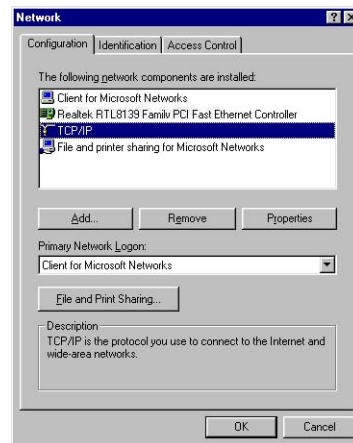 Network
Configuration Identification Access Control
The following network components are installed:
Client for Microsoft Networks
Realtek RTL8139 Family PCI Fast Ethernet Controller
TCP/IP
File and printer sharing for Microsoft Networks
Add... Remove Properties
Primary Network Logon:
Client for Microsoft Networks
File and Print Sharing...
Description
TCP/IP is the protocol you use to connect to the Internet and
wide-area networks.
OK Cancel